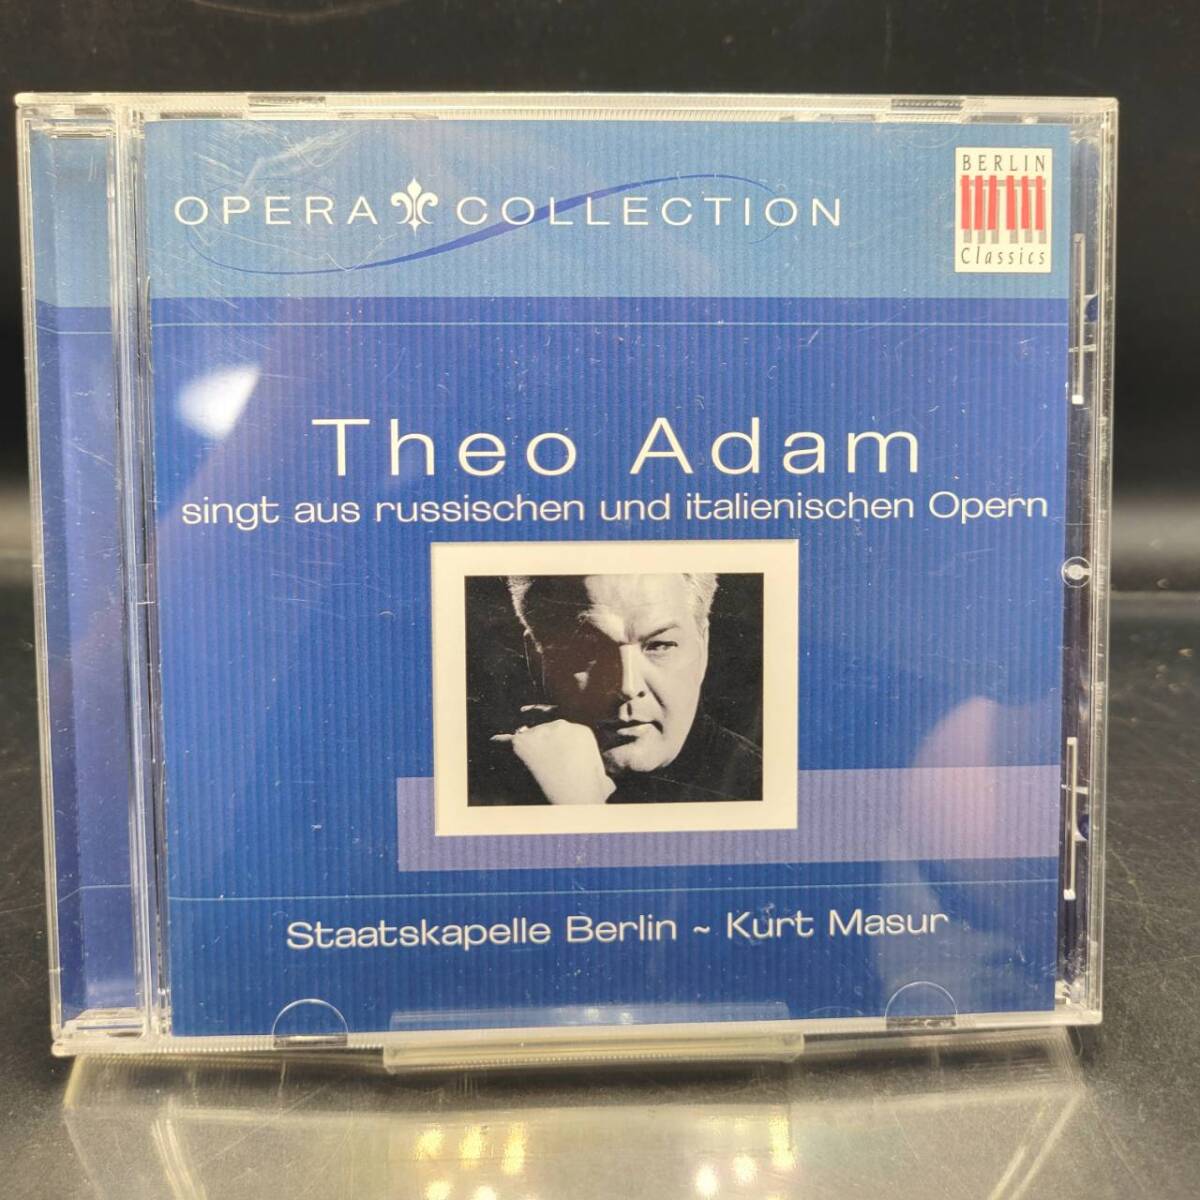 OPERA COLLECTION
BERLIN
Classics
Theo Adam
singt aus russischen und italienischen Opern
Staatskapelle Berlin ~ Kurt Masur